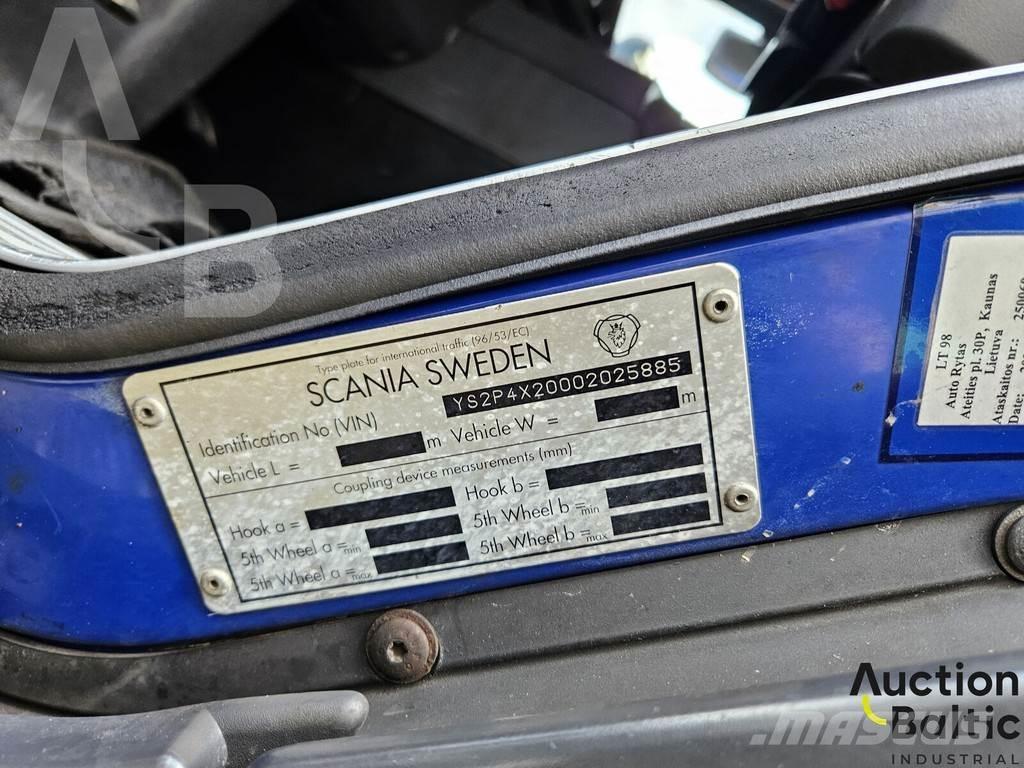 A
L B
Type plate for international traffic (96/53/EC)
SCANIA SWEDEN
Identification No (VIN) YS2P4X20002025885
Vehicle L = m Vehicle W = m
Coupling device measurements (mm):
Hook a = Hook b =
5th Wheel a = min 5th Wheel b = min
5th Wheel a = max 5th Wheel b = max
LT 98
Auto Rytas
Ateities pl. 30P, Kaunas
Lietuva
Ataskaitos nr.:
Date:
Auction
Baltic
INDUSTRIAL
MASCUS